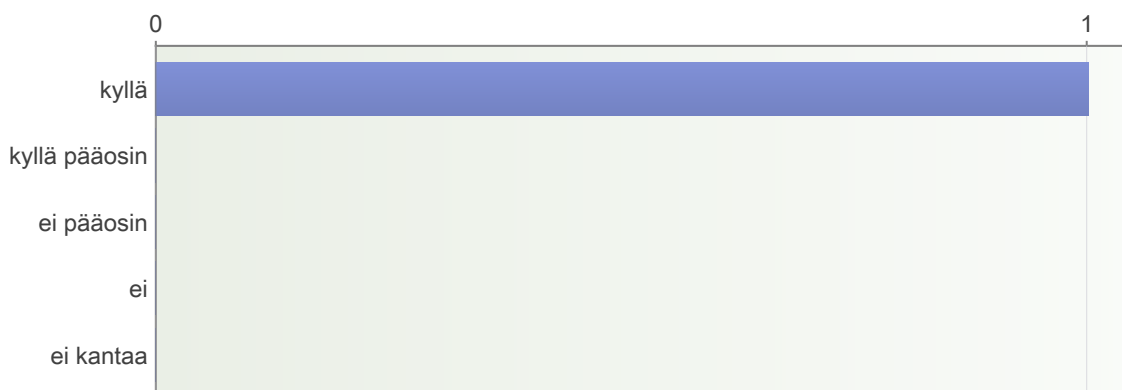 0 1
kyllä
kyllä pääosin
ei pääosin
ei
ei kantaa